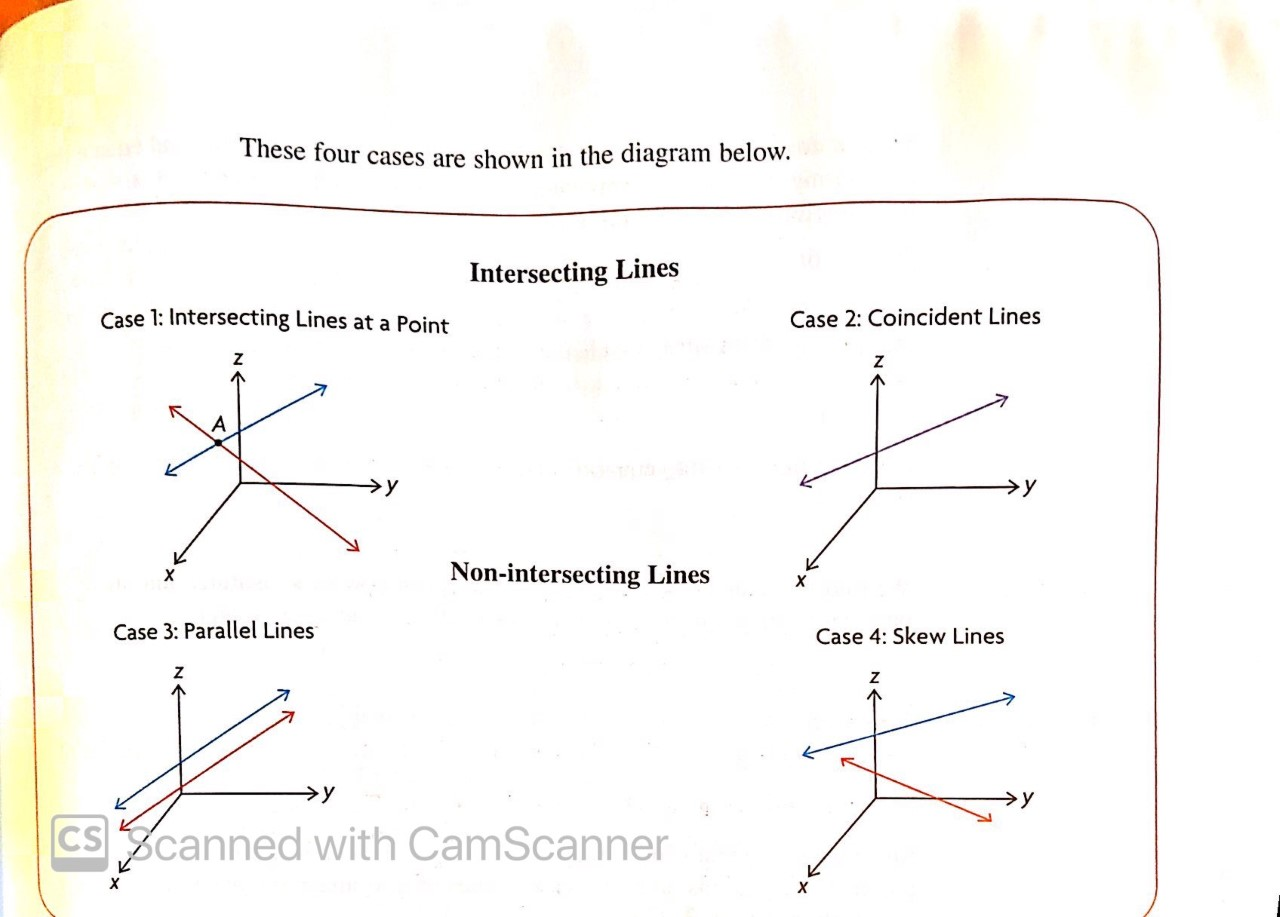 These four cases are shown in the diagram below.
Intersecting Lines
Case 1: Intersecting Lines at a Point
Case 2: Coincident Lines
z
A
y
x
z
y
x
Non-intersecting Lines
Case 3: Parallel Lines
Case 4: Skew Lines
z
y
x
z
y
x
CS Scanned with CamScanner